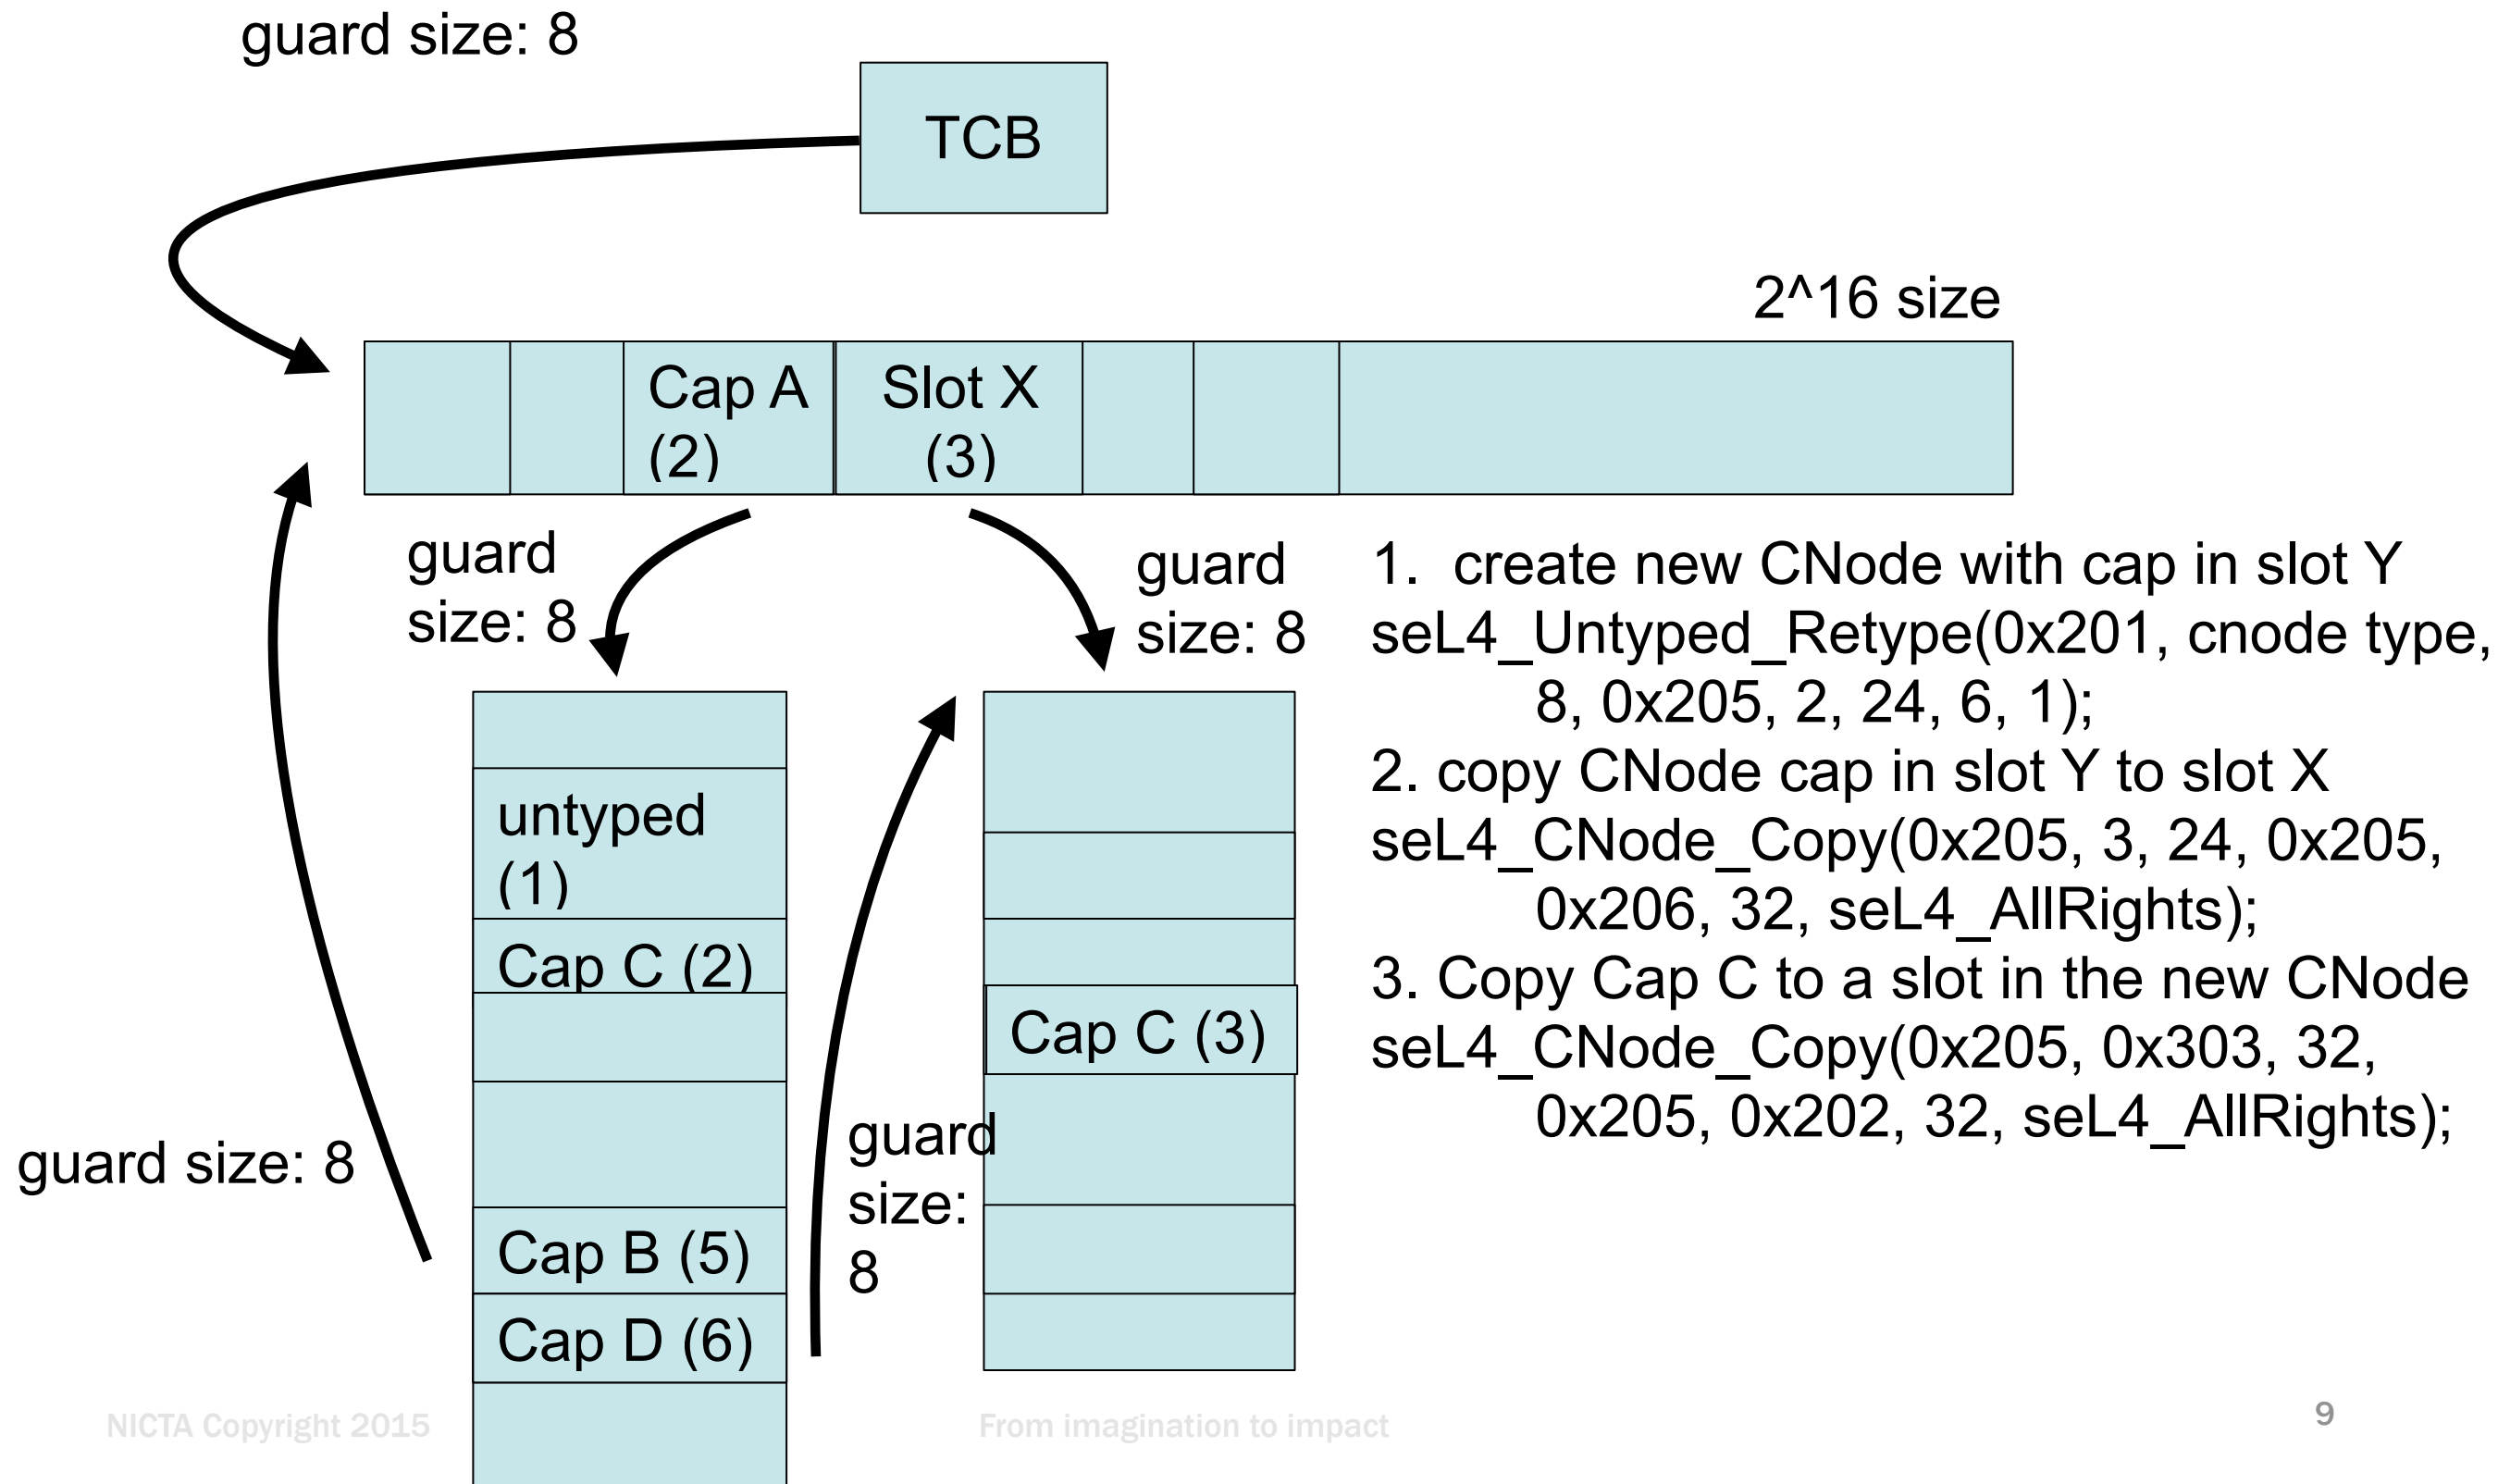 guard size: 8
TCB
2^16 size
Cap A
(2)
Slot X
(3)
guard
size: 8
guard
size: 8
1. create new CNode with cap in slot Y
seL4_Untyped_Retype(0x201, cnode type,
8, 0x205, 2, 24, 6, 1);
2. copy CNode cap in slot Y to slot X
seL4_CNode_Copy(0x205, 3, 24, 0x205,
0x206, 32, seL4_AllRights);
3. Copy Cap C to a slot in the new CNode
seL4_CNode_Copy(0x205, 0x303, 32,
0x205, 0x202, 32, seL4_AllRights);
untyped
(1)
Cap C (2)
Cap C (3)
guard size: 8
guard
size:
8
Cap B (5)
Cap D (6)
NICTA Copyright 2015
From imagination to impact
9